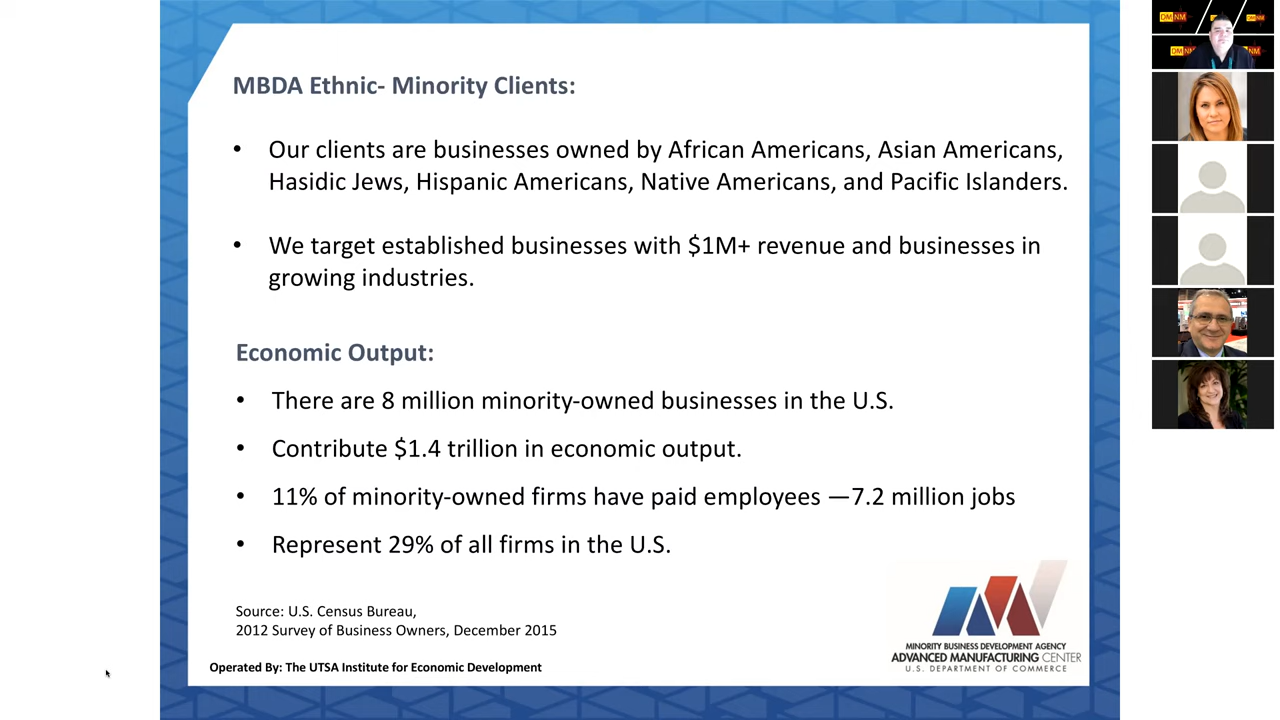 MBDA Ethnic- Minority Clients:
• Our clients are businesses owned by African Americans, Asian Americans,
Hasidic Jews, Hispanic Americans, Native Americans, and Pacific Islanders.
• We target established businesses with $1M+ revenue and businesses in
growing industries.
Economic Output:
• There are 8 million minority-owned businesses in the U.S.
• Contribute $1.4 trillion in economic output.
• 11% of minority-owned firms have paid employees —7.2 million jobs
• Represent 29% of all firms in the U.S.
Source: U.S. Census Bureau,
2012 Survey of Business Owners, December 2015
Operated By: The UTSA Institute for Economic Development
MINORITY BUSINESS DEVELOPMENT AGENCY
ADVANCED MANUFACTURING CENTER
U.S. DEPARTMENT OF COMMERCE
DMNM
DMNM
DMNM